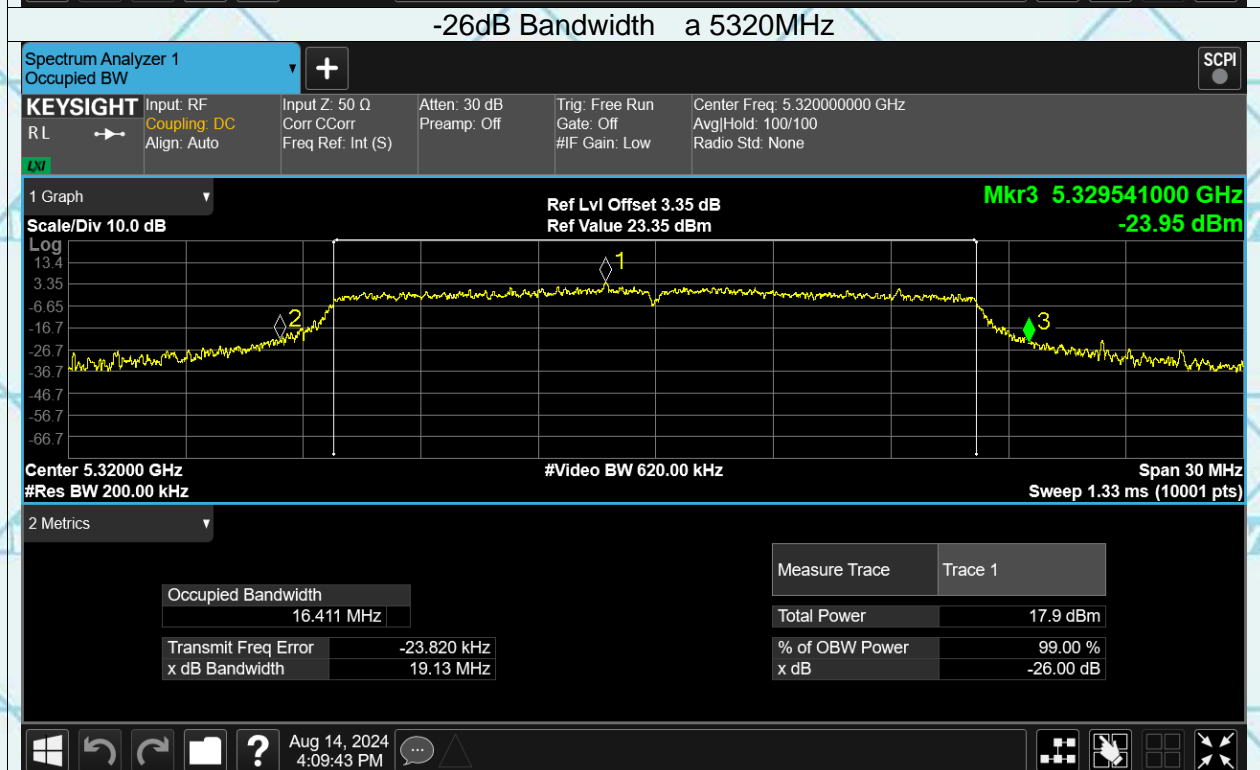 -26dB Bandwidth    a 5320MHz
Spectrum Analyzer 1
Occupied BW
+
SCPI
KEYSIGHT
R L
LXI
Input: RF
Coupling: DC
Align: Auto
Input Z: 50 Ω
Corr CCorr
Freq Ref: Int (S)
Atten: 30 dB
Preamp: Off
Trig: Free Run
Gate: Off
#IF Gain: Low
Center Freq: 5.320000000 GHz
Avg|Hold: 100/100
Radio Std: None
1 Graph
Scale/Div 10.0 dB
Ref Lvl Offset 3.35 dB
Ref Value 23.35 dBm
Mkr3 5.329541000 GHz
-23.95 dBm
Log
13.4
3.35
-6.65
-16.7
-26.7
-36.7
-46.7
-56.7
-66.7
1
2
3
Center 5.32000 GHz
#Res BW 200.00 kHz
#Video BW 620.00 kHz
Span 30 MHz
Sweep 1.33 ms (10001 pts)
2 Metrics
Occupied Bandwidth
16.411 MHz
Transmit Freq Error -23.820 kHz
x dB Bandwidth 19.13 MHz
Measure Trace Trace 1
Total Power 17.9 dBm
% of OBW Power 99.00 %
x dB -26.00 dB
?
Aug 14, 2024
4:09:43 PM